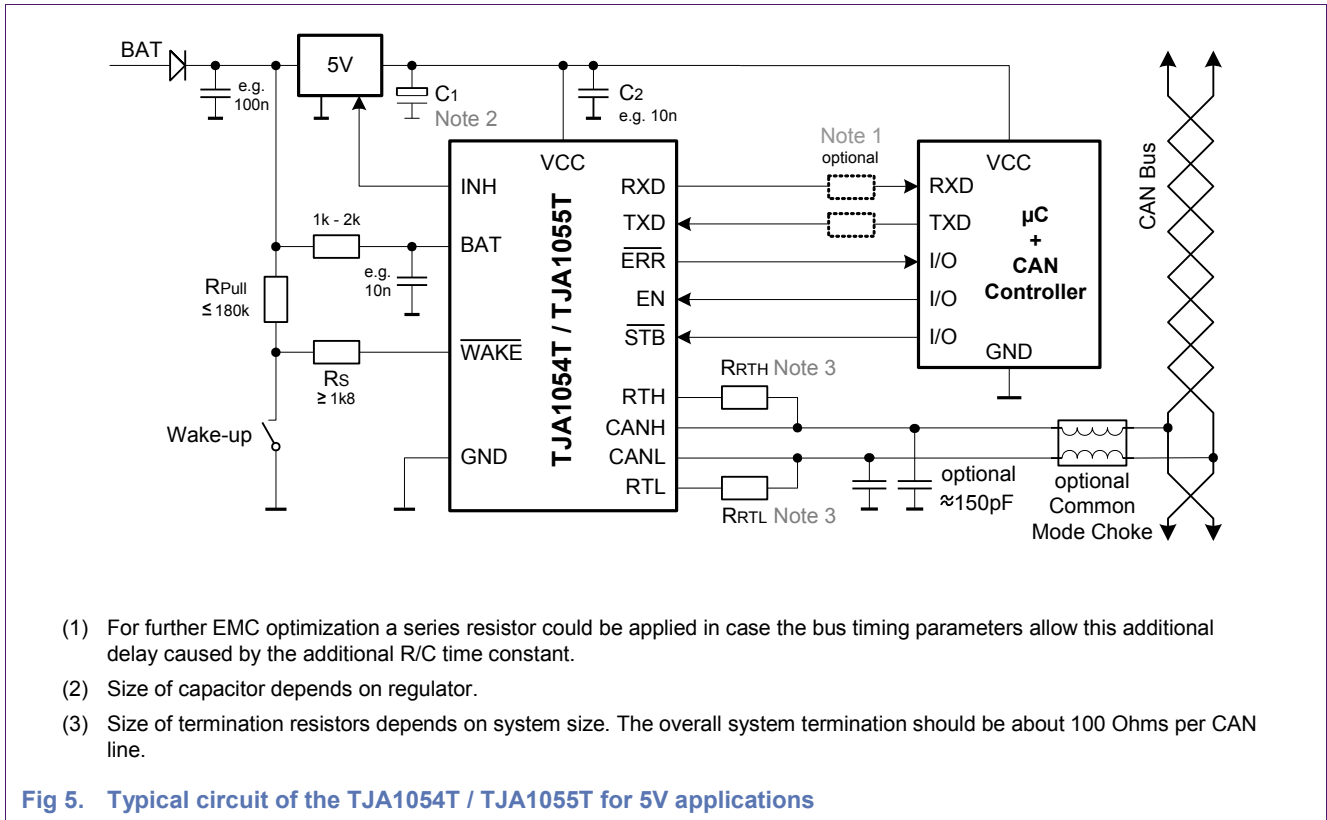 BAT
5V
e.g.
100n
C1
Note 2
C2
e.g. 10n
Note 1
optional
VCC
INH
BAT
WAKE
GND
TJA1054T / TJA1055T
RXD
TXD
ERR
EN
STB
RTH
CANH
CANL
RTL
VCC
RXD
TXD
I/O
I/O
I/O
GND
µC
+
CAN
Controller
CAN Bus
1k - 2k
e.g.
10n
RPull
≤ 180k
RS
≥ 1k8
Wake-up
RRTH Note 3
RRTL Note 3
optional
≈150pF
optional
Common
Mode Choke
(1) For further EMC optimization a series resistor could be applied in case the bus timing parameters allow this additional
delay caused by the additional R/C time constant.
(2) Size of capacitor depends on regulator.
(3) Size of termination resistors depends on system size. The overall system termination should be about 100 Ohms per CAN
line.
Fig 5. Typical circuit of the TJA1054T / TJA1055T for 5V applications